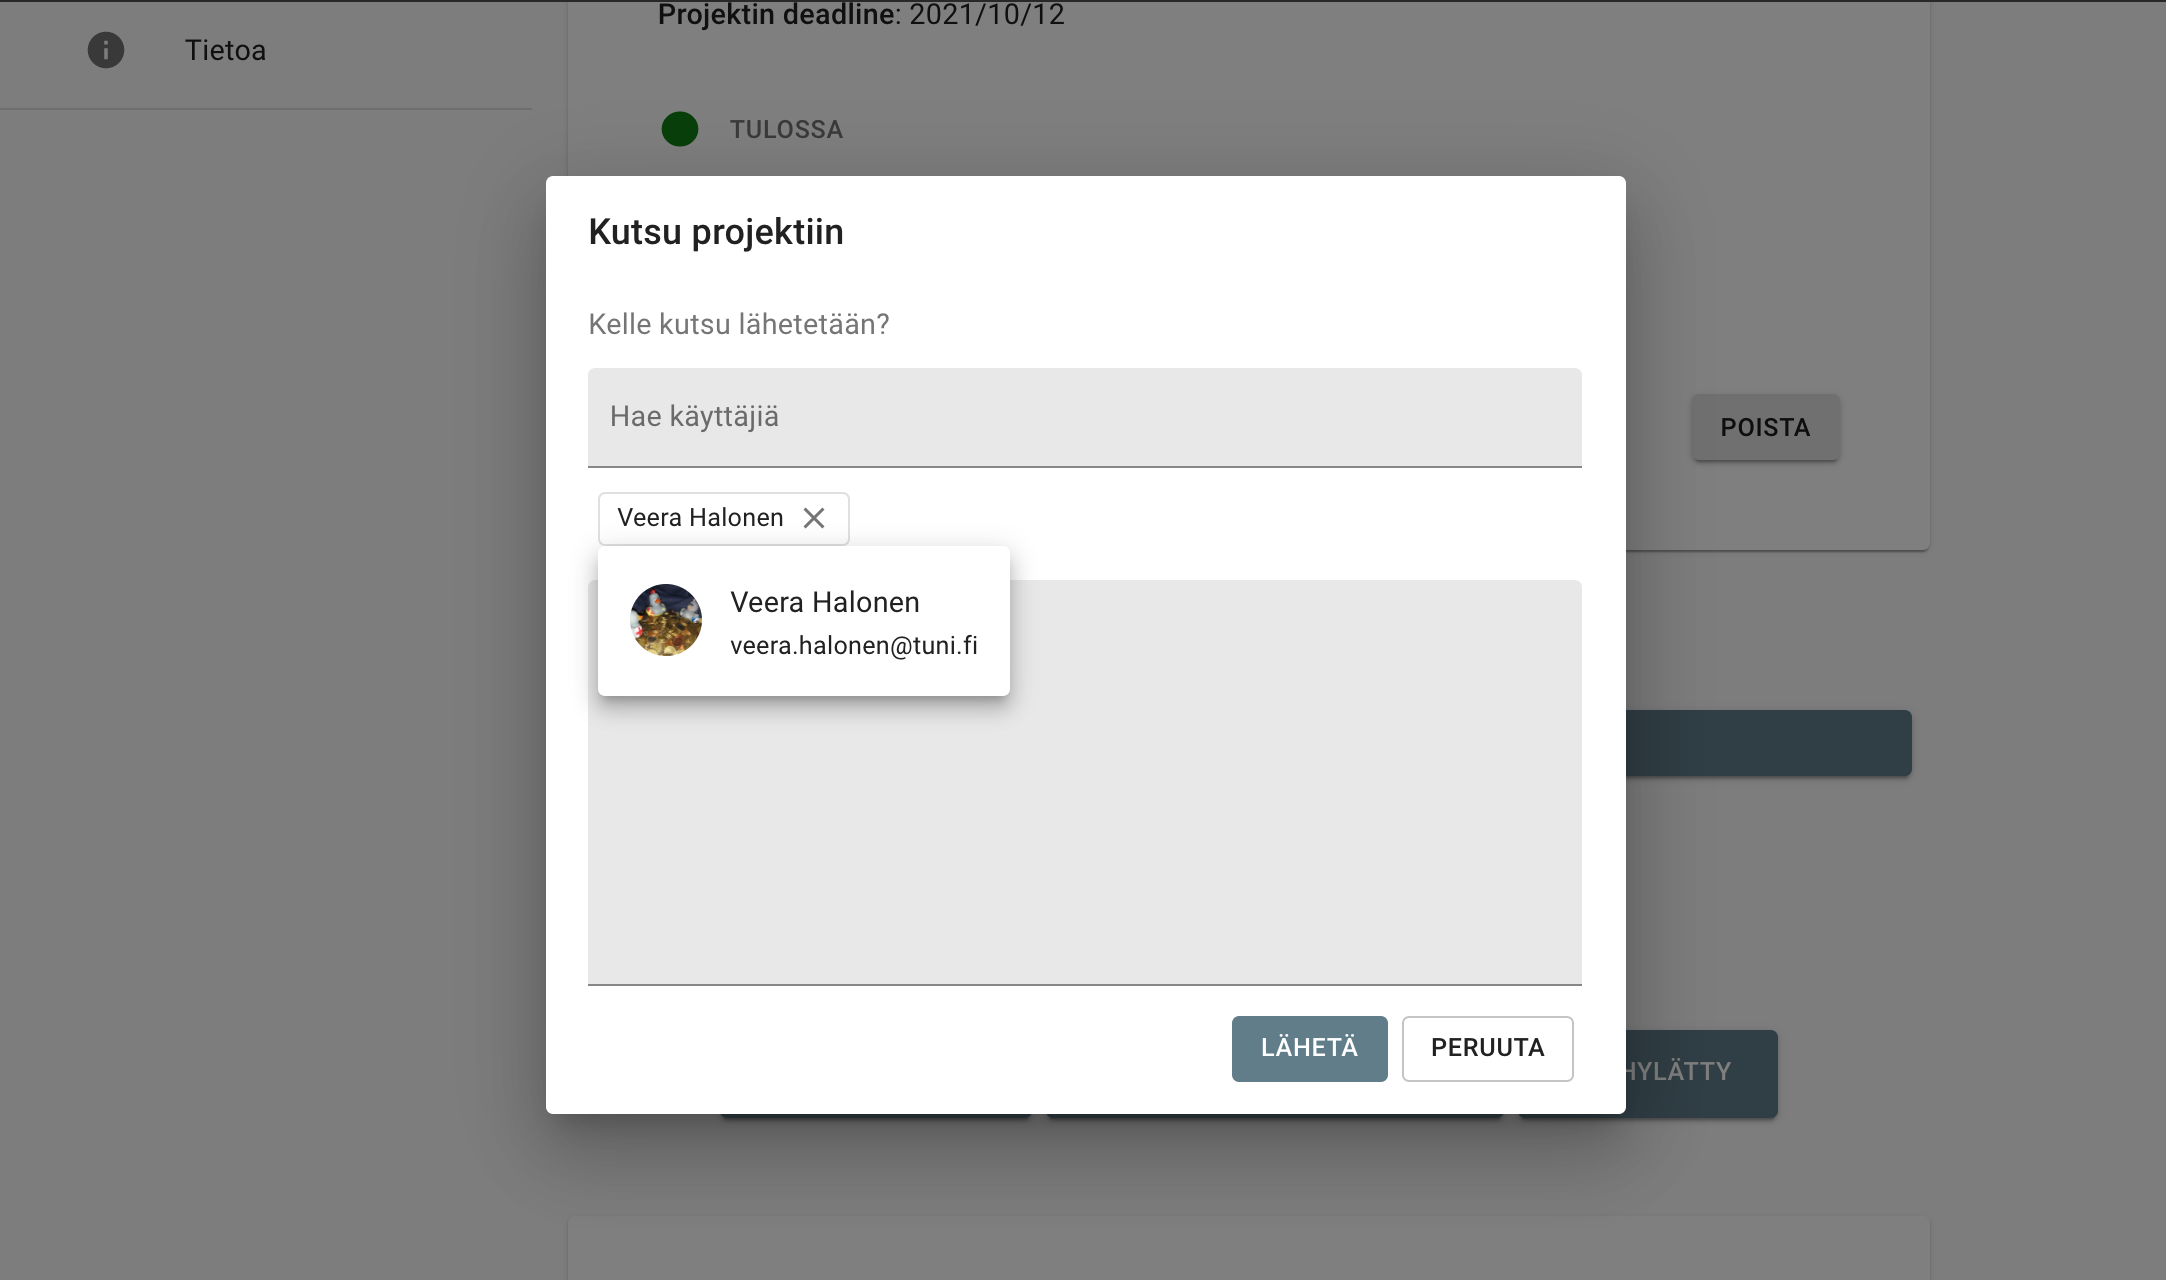 Projektin deadline: 2021/10/12
Tietoa
TULOSSA
Kutsu projektiin
Kelle kutsu lähetetään?
Hae käyttäjiä
POISTA
Veera Halonen
Veera Halonen
veera.halonen@tuni.fi
LÄHETÄ
PERUUTA
HYLÄTTY